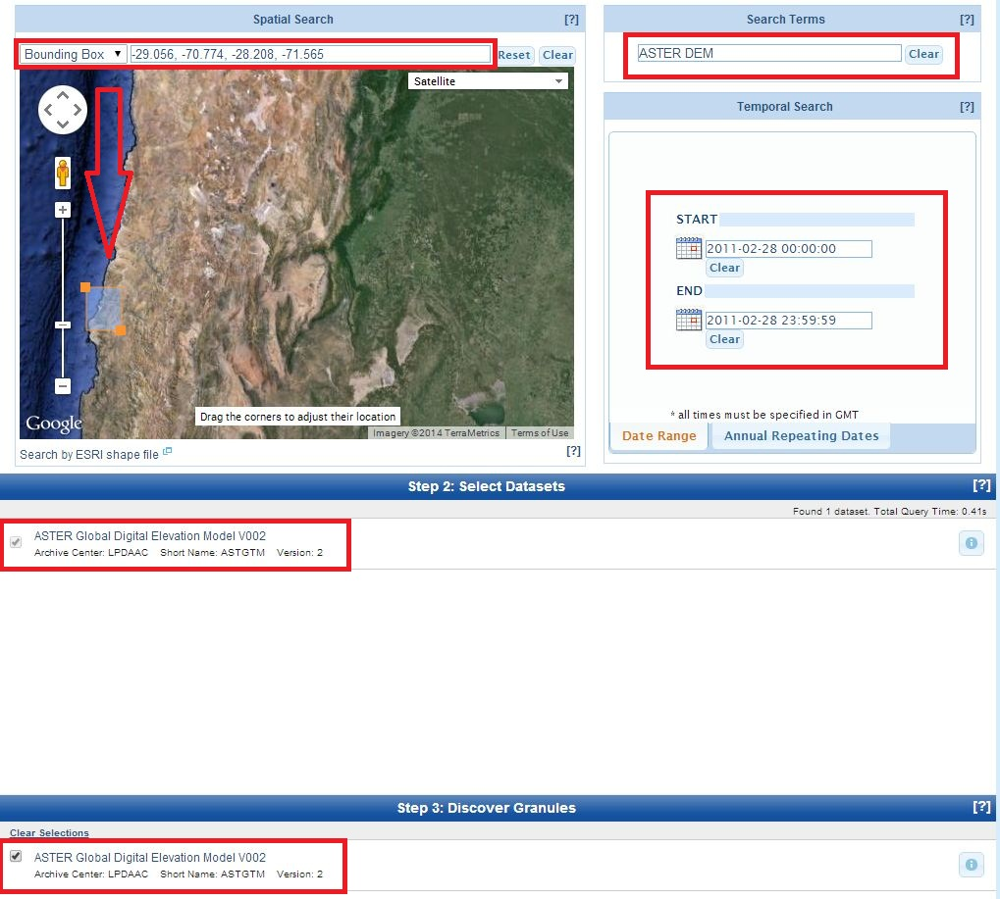 Spatial Search [?]
Bounding Box -29.056, -70.774, -28.208, -71.565 Reset Clear
Satellite
Drag the corners to adjust their location
Google
Imagery ©2014 TerraMetrics Terms of Use
Search by ESRI shape file [?]
Search Terms [?]
ASTER DEM Clear
Temporal Search [?]
START
2011-02-28 00:00:00
Clear
END
2011-02-28 23:59:59
Clear
* all times must be specified in GMT
Date Range Annual Repeating Dates
Step 2: Select Datasets [?]
Found 1 dataset. Total Query Time: 0.41s
ASTER Global Digital Elevation Model V002
Archive Center: LPDAAC Short Name: ASTGTM Version: 2
Step 3: Discover Granules [?]
Clear Selections
ASTER Global Digital Elevation Model V002
Archive Center: LPDAAC Short Name: ASTGTM Version: 2